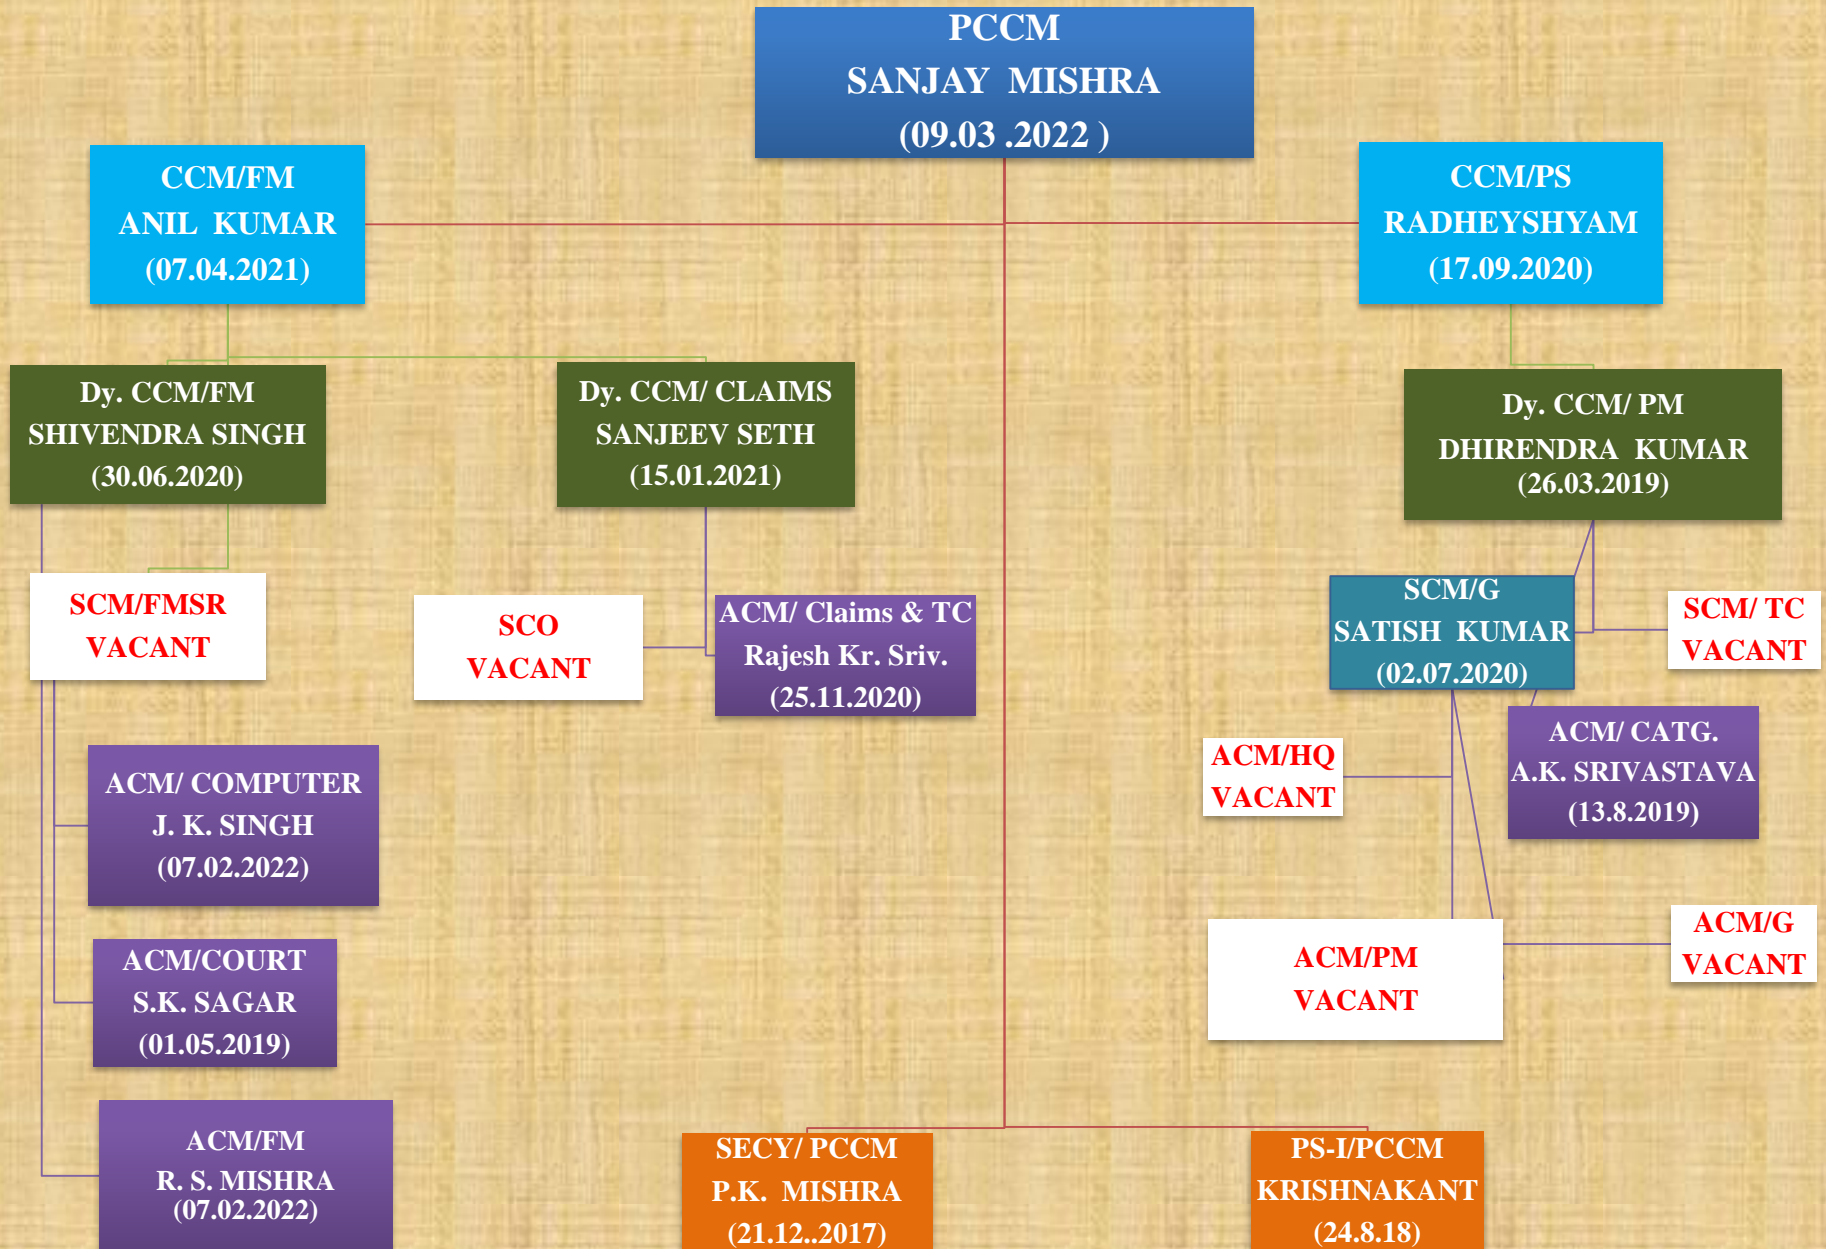 PCCM
SANJAY MISHRA
(09.03 .2022 )
CCM/FM
ANIL KUMAR
(07.04.2021)
CCM/PS
RADHEYSHYAM
(17.09.2020)
Dy. CCM/FM
SHIVENDRA SINGH
(30.06.2020)
Dy. CCM/ CLAIMS
SANJEEV SETH
(15.01.2021)
Dy. CCM/ PM
DHIRENDRA KUMAR
(26.03.2019)
SCM/FMSR
VACANT
SCO
VACANT
ACM/ Claims & TC
Rajesh Kr. Sriv.
(25.11.2020)
SCM/G
SATISH KUMAR
(02.07.2020)
SCM/ TC
VACANT
ACM/ COMPUTER
J. K. SINGH
(07.02.2022)
ACM/HQ
VACANT
ACM/ CATG.
A.K. SRIVASTAVA
(13.8.2019)
ACM/COURT
S.K. SAGAR
(01.05.2019)
ACM/PM
VACANT
ACM/G
VACANT
ACM/FM
R. S. MISHRA
(07.02.2022)
SECY/ PCCM
P.K. MISHRA
(21.12..2017)
PS-I/PCCM
KRISHNAKANT
(24.8.18)